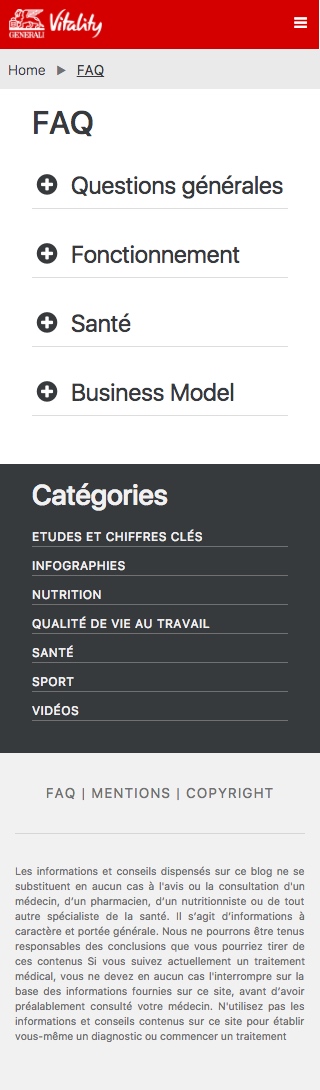 GENERALI Vitality
Home ▶ FAQ
FAQ
Questions générales
Fonctionnement
Santé
Business Model
Catégories
ETUDES ET CHIFFRES CLÉS
INFOGRAPHIES
NUTRITION
QUALITÉ DE VIE AU TRAVAIL
SANTÉ
SPORT
VIDÉOS
FAQ | MENTIONS | COPYRIGHT
Les informations et conseils dispensés sur ce blog ne se
substituent en aucun cas à l'avis ou la consultation d'un
médecin, d’un pharmacien, d’un nutritionniste ou de tout
autre spécialiste de la santé. Il s’agit d’informations à
caractère et portée générale. Nous ne pourrons être tenus
responsables des conclusions que vous pourriez tirer de
ces contenus Si vous suivez actuellement un traitement
médical, vous ne devez en aucun cas l'interrompre sur la
base des informations fournies sur ce site, avant d’avoir
préalablement consulté votre médecin. N'utilisez pas les
informations et conseils contenus sur ce site pour établir
vous-même un diagnostic ou commencer un traitement